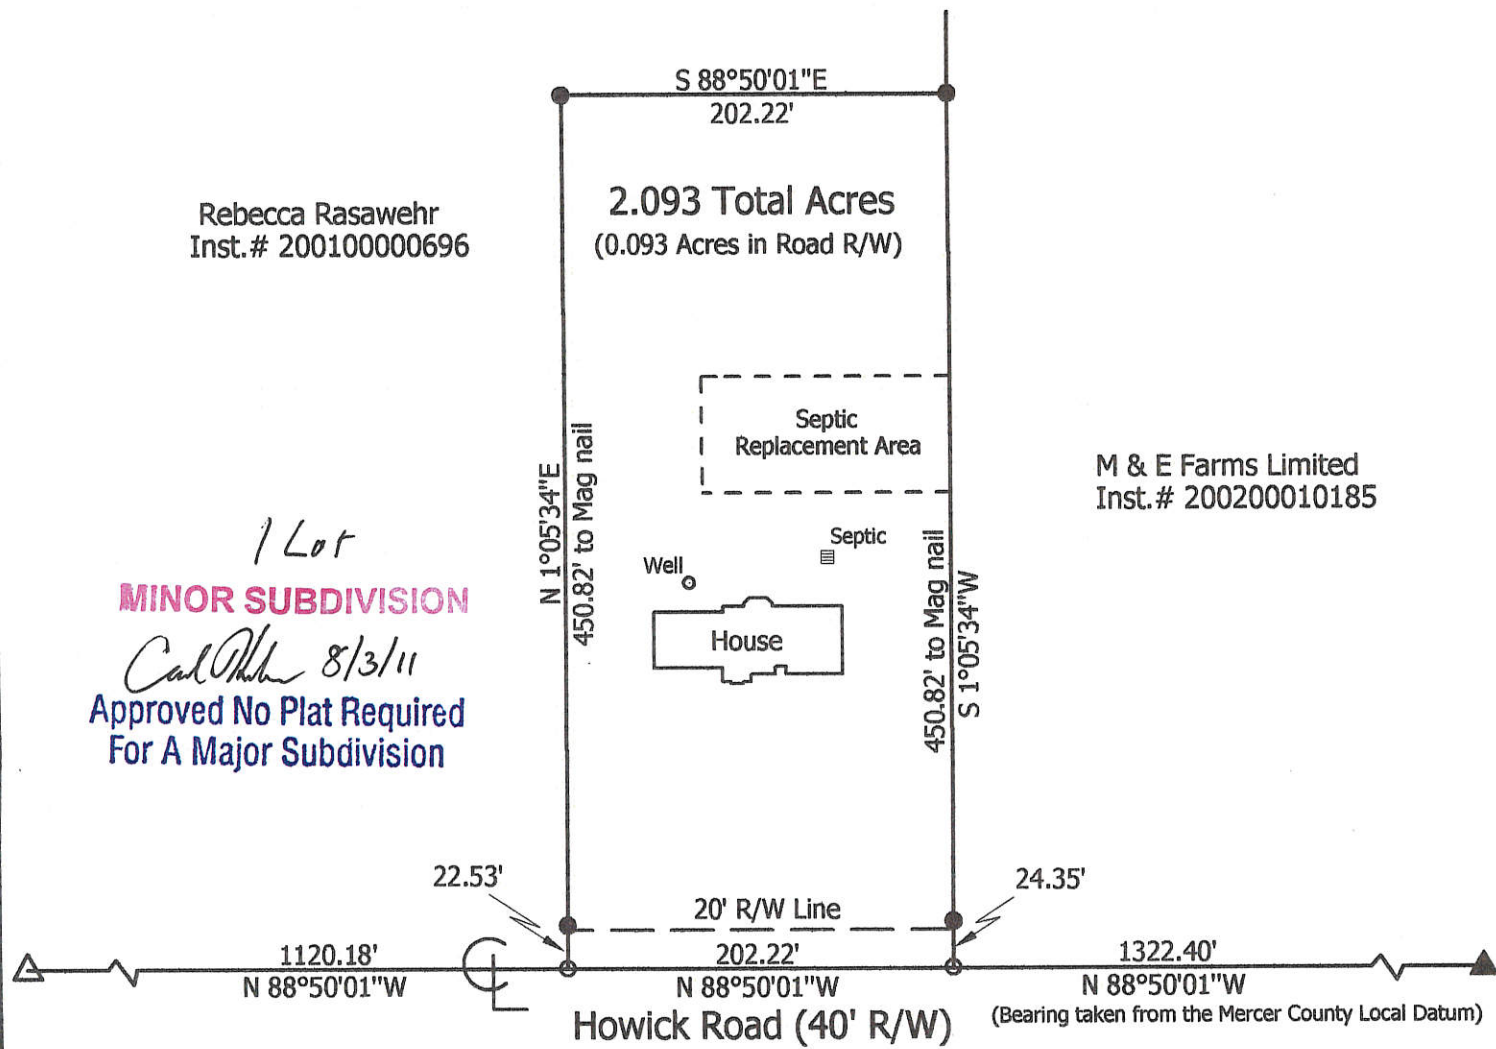 S 88°50'01"E
202.22'
2.093 Total Acres
(0.093 Acres in Road R/W)
Rebecca Rasawehr
Inst.# 200100000696
Septic
Replacement Area
N 1°05'34"E
450.82' to Mag nail
M & E Farms Limited
Inst.# 200200010185
450.82' to Mag nail
S 1°05'34"W
Septic
Well
House
1 Lot
MINOR SUBDIVISION
8/3/11
Approved No Plat Required
For A Major Subdivision
22.53'
24.35'
20' R/W Line
1120.18'
N 88°50'01"W
CL
202.22'
N 88°50'01"W
1322.40'
N 88°50'01"W
Howick Road (40' R/W)
(Bearing taken from the Mercer County Local Datum)